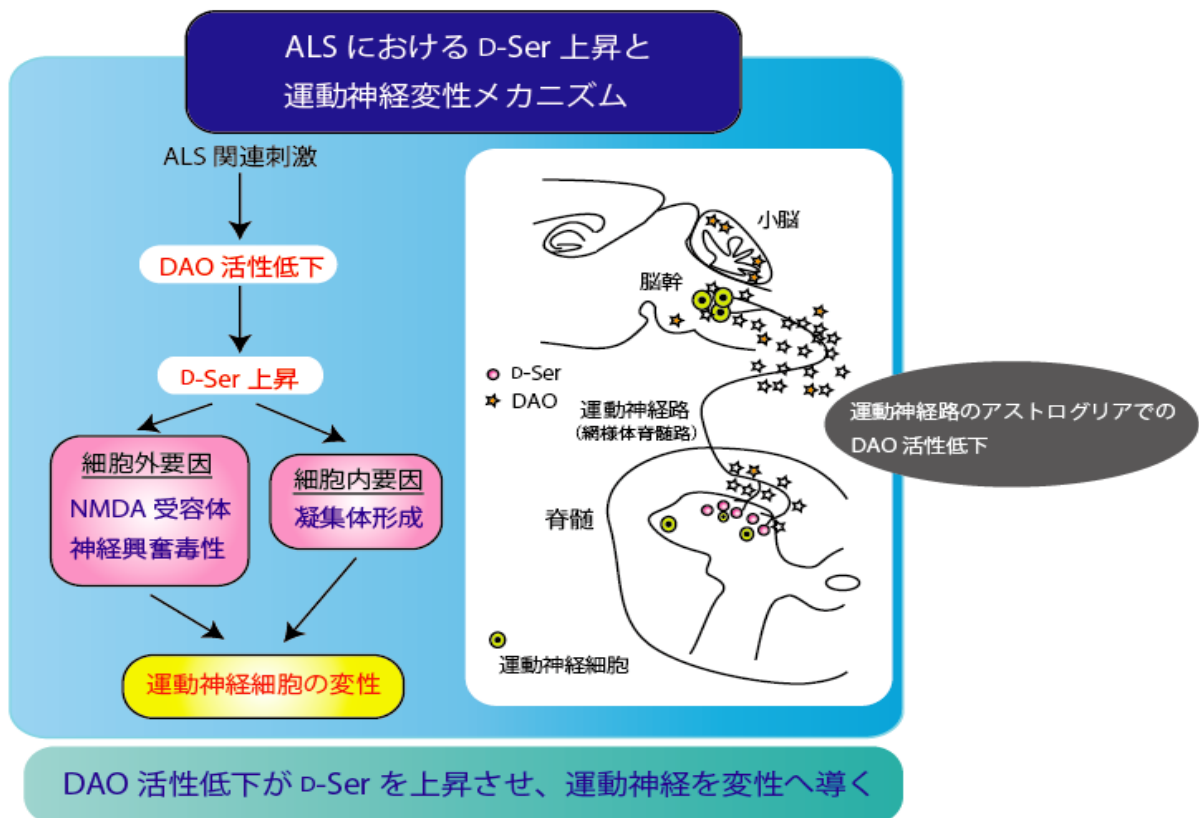 ALS における D-Ser 上昇と
運動神経変性メカニズム
ALS 関連刺激
DAO 活性低下
D-Ser 上昇
細胞外要因
NMDA 受容体
神経興奮毒性
細胞内要因
凝集体形成
運動神経細胞の変性
小脳
脳幹
D-Ser
DAO
運動神経路
（網様体脊髄路）
脊髄
運動神経細胞
運動神経路のアストログリアでの
DAO 活性低下
DAO 活性低下が D-Ser を上昇させ、運動神経を変性へ導く